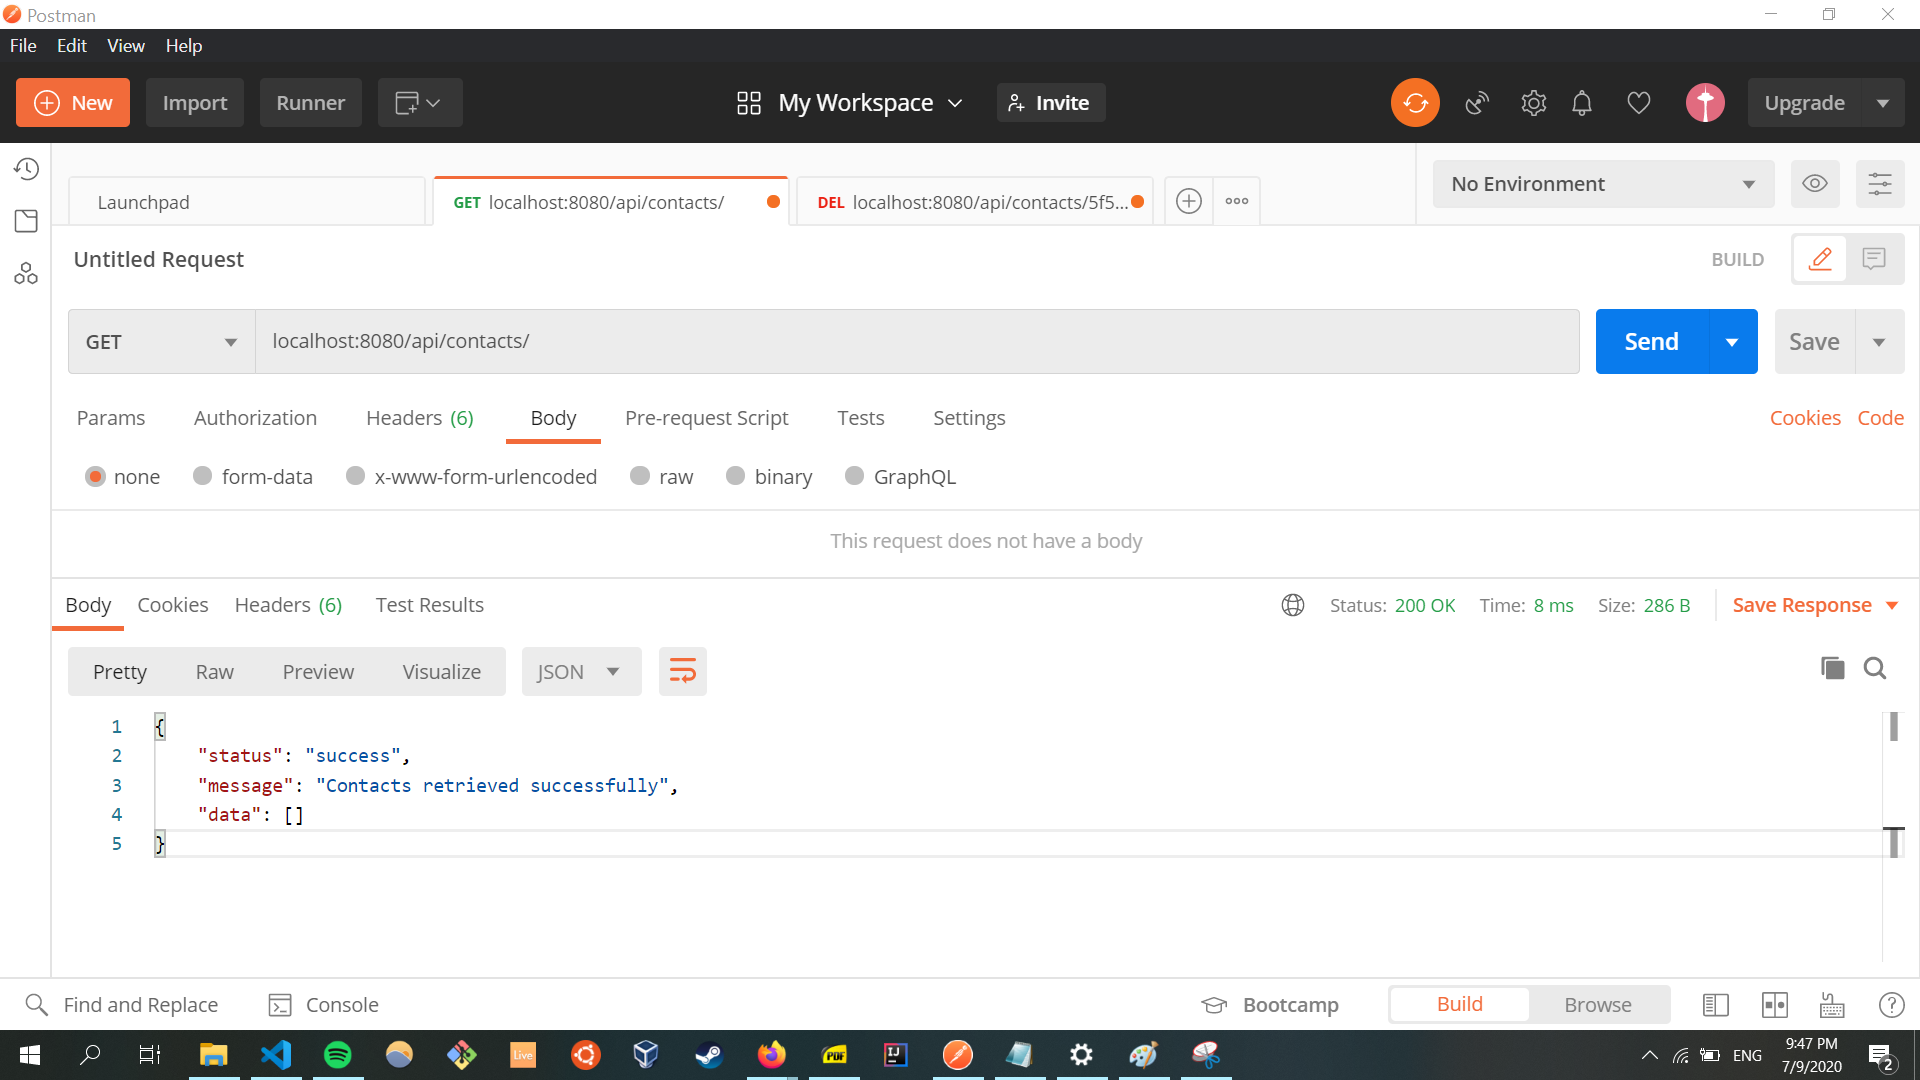 Postman
File Edit View Help
New Import Runner My Workspace Invite Upgrade
Launchpad GET localhost:8080/api/contacts/ DEL localhost:8080/api/contacts/5f5... No Environment
Untitled Request BUILD
GET localhost:8080/api/contacts/ Send Save
Params Authorization Headers (6) Body Pre-request Script Tests Settings Cookies Code
none form-data x-www-form-urlencoded raw binary GraphQL
This request does not have a body
Body Cookies Headers (6) Test Results Status: 200 OK Time: 8 ms Size: 286 B Save Response
Pretty Raw Preview Visualize JSON
1 {
2 "status": "success",
3 "message": "Contacts retrieved successfully",
4 "data": []
5 }
Find and Replace Console Bootcamp Build Browse
Live PDF IJ ENG 9:47 PM
7/9/2020 2